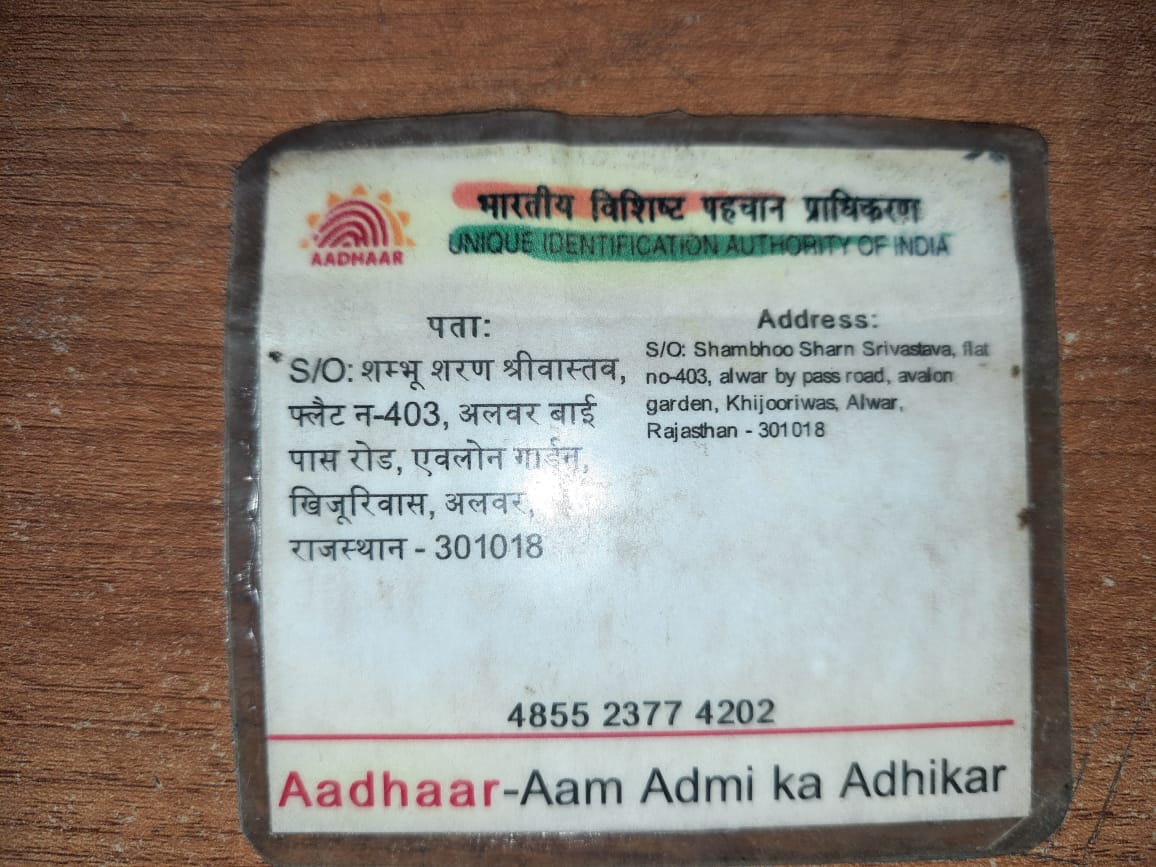 भारतीय विशिष्ट पहचान प्राधिकरण
UNIQUE IDENTIFICATION AUTHORITY OF INDIA
AADHAAR
पता:
S/O: शम्भू शरण श्रीवास्तव,
फ्लैट न-403, अलवर बाई
पास रोड, एवलोन गार्डन,
खिजूरिवास, अलवर,
राजस्थान - 301018
Address:
S/O: Shambhoo Sharn Srivastava, flat
no-403, alwar by pass road, avalon
garden, Khijooriwas, Alwar,
Rajasthan - 301018
4855 2377 4202
Aadhaar-Aam Admi ka Adhikar